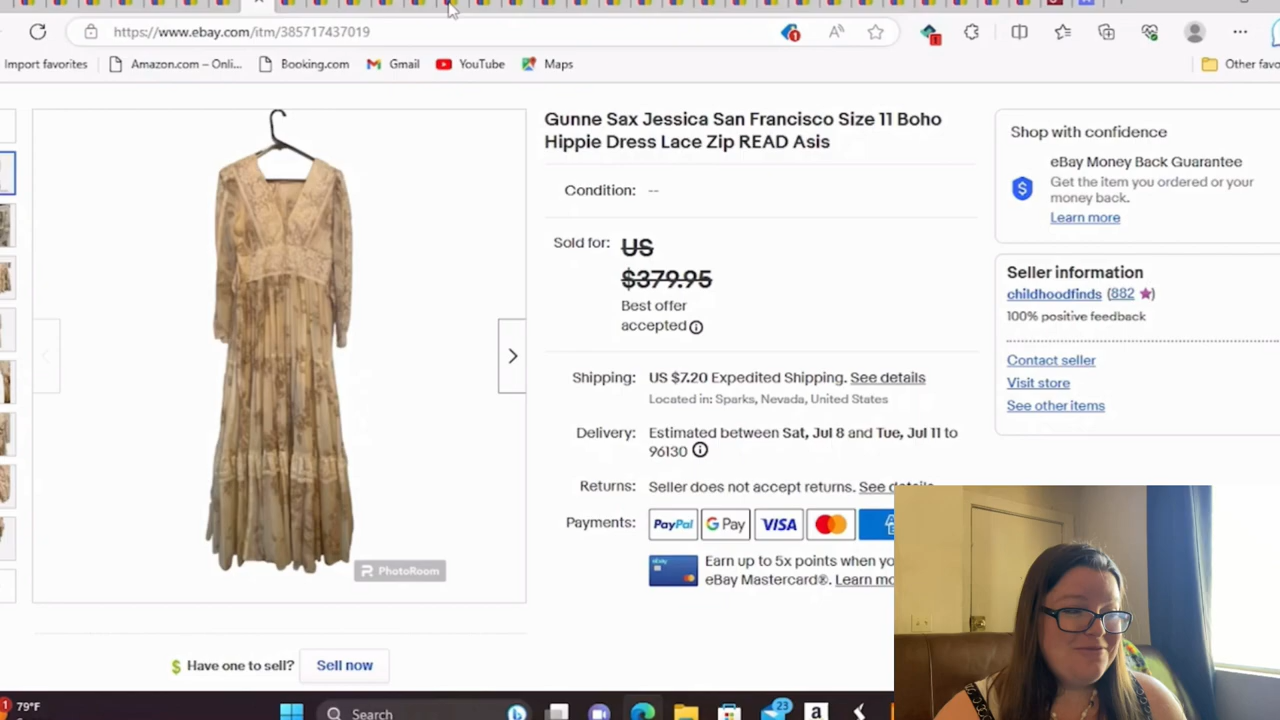 https://www.ebay.com/itm/385717437019
Import favorites
Amazon.com – Onli...
Booking.com
Gmail
YouTube
Maps
Gunne Sax Jessica San Francisco Size 11 Boho
Hippie Dress Lace Zip READ Asis
Condition: --
Sold for: US
$379.95
Best offer
accepted
Shipping: US $7.20 Expedited Shipping. See details
Located in: Sparks, Nevada, United States
Delivery: Estimated between Sat, Jul 8 and Tue, Jul 11 to
96130
Returns: Seller does not accept returns. See details
Payments: PayPal G Pay VISA
ebay
Earn up to 5x points when
eBay Mastercard®. Learn
PhotoRoom
$ Have one to sell? Sell now
Shop with confidence
eBay Money Back Guarantee
Get the item you ordered or your
money back.
Learn more
Seller information
childhoodfinds (882)
100% positive feedback
Contact seller
Visit store
See other items
1
79°F
Search
23